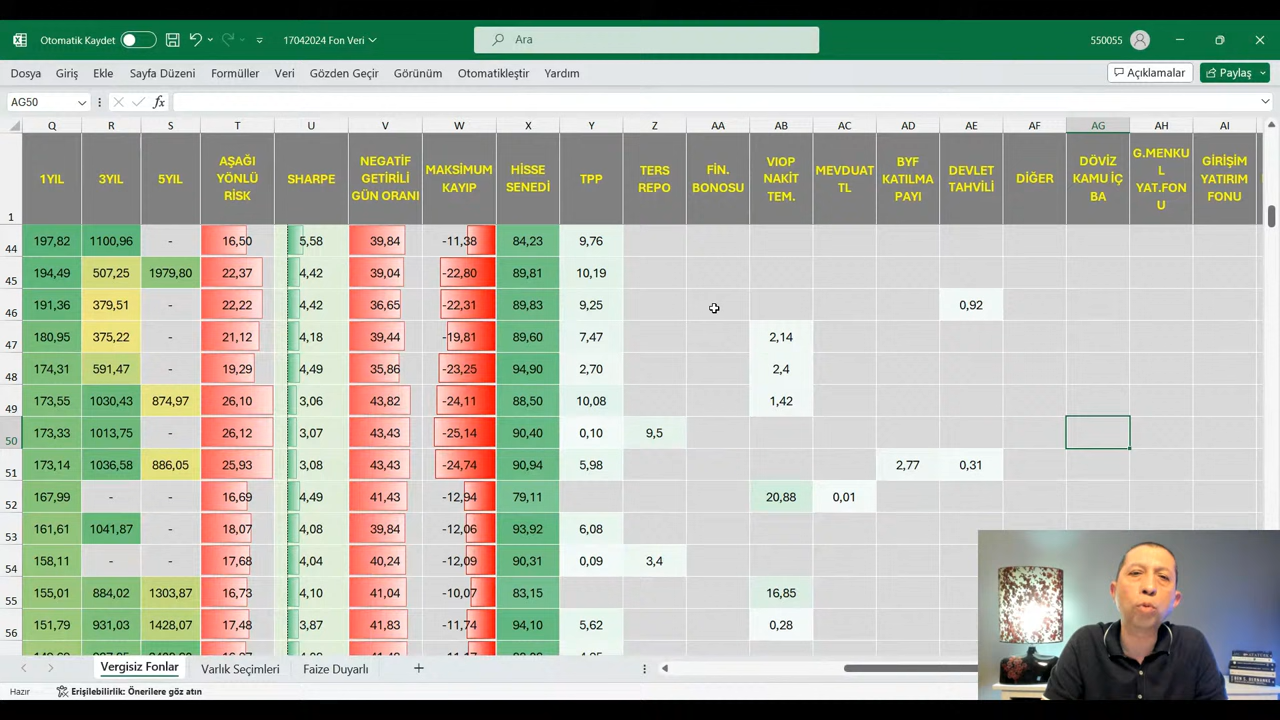 Otomatik Kaydet
17042024 Fon Veri
Ara
550055
Dosya Giriş Ekle Sayfa Düzeni Formüller Veri Gözden Geçir Görünüm Otomatikleştir Yardım Açıklamalar Paylaş
AG50 fx
Q R S T U V W X Y Z AA AB AC AD AE AF AG AH AI
1 1YIL 3YIL 5YIL AŞAĞI YÖNLÜ RİSK SHARPE NEGATİF GETİRİLİ GÜN ORANI MAKSİMUM KAYIP HİSSE SENEDİ TPP TERS REPO FİN. BONOSU VIOP NAKİT TEM. MEVDUAT TL BYF KATILMA PAYI DEVLET TAHVİLİ DİĞER DÖVİZ KAMU İÇ BA G.MENKUL YAT.FONU GİRİŞİM YATIRIM FONU
44 197,82 1100,96 - 16,50 5,58 39,84 -11,38 84,23 9,76
45 194,49 507,25 1979,80 22,37 4,42 39,04 -22,80 89,81 10,19
46 191,36 379,51 - 22,22 4,42 36,65 -22,31 89,83 9,25 0,92
47 180,95 375,22 - 21,12 4,18 39,44 -19,81 89,60 7,47 2,14
48 174,31 591,47 - 19,29 4,49 35,86 -23,25 94,90 2,70 2,4
49 173,55 1030,43 874,97 26,10 3,06 43,82 -24,11 88,50 10,08 1,42
50 173,33 1013,75 - 26,12 3,07 43,43 -25,14 90,40 0,10 9,5
51 173,14 1036,58 886,05 25,93 3,08 43,43 -24,74 90,94 5,98 2,77 0,31
52 167,99 - - 16,69 4,49 41,43 -12,94 79,11 20,88 0,01
53 161,61 1041,87 - 18,07 4,08 39,84 -12,06 93,92 6,08
54 158,11 - - 17,68 4,04 40,24 -12,09 90,31 0,09 3,4
55 155,01 884,02 1303,87 16,73 4,10 41,04 -10,07 83,15 16,85
56 151,79 931,03 1428,07 17,48 3,87 41,83 -11,74 94,10 5,62 0,28
Vergisiz Fonlar Varlık Seçimleri Faize Duyarlı
Hazır Erişilebilirlik: Önerilere göz atın